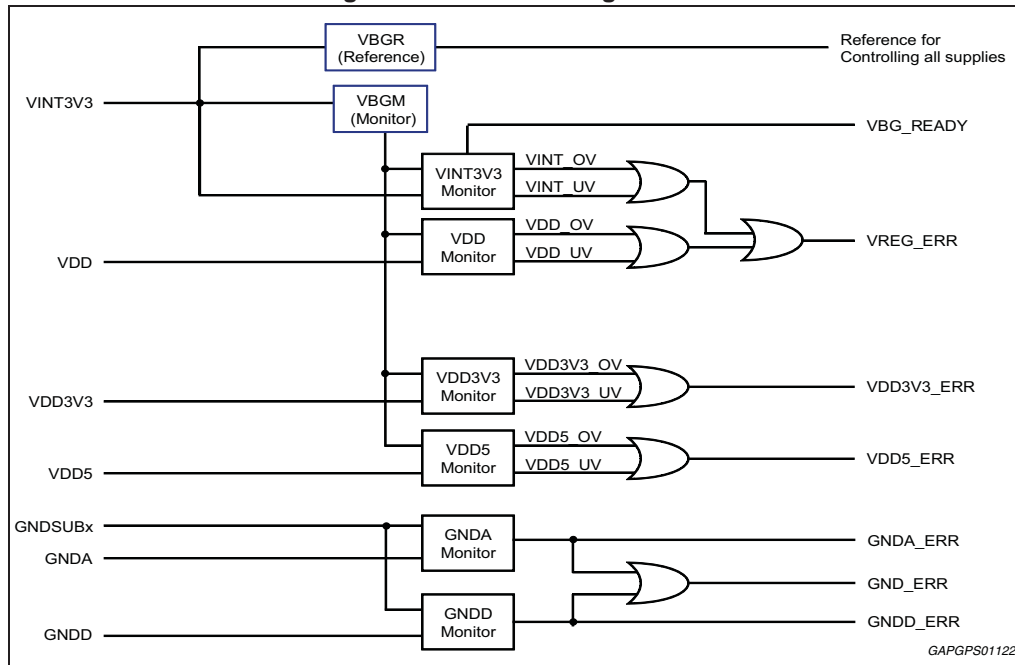 VBGR
(Reference)
Reference for
Controlling all supplies
VINT3V3
VBGM
(Monitor)
VBG_READY
VINT3V3
Monitor
VINT_OV
VINT_UV
VDD
VDD
Monitor
VDD_OV
VDD_UV
VREG_ERR
VDD3V3
VDD3V3
Monitor
VDD3V3_OV
VDD3V3_UV
VDD3V3_ERR
VDD5
VDD5
Monitor
VDD5_OV
VDD5_UV
VDD5_ERR
GNDSUBx
GNDA
GNDA
Monitor
GNDA_ERR
GND_ERR
GNDD
GNDD
Monitor
GNDD_ERR
GAPGPS01122